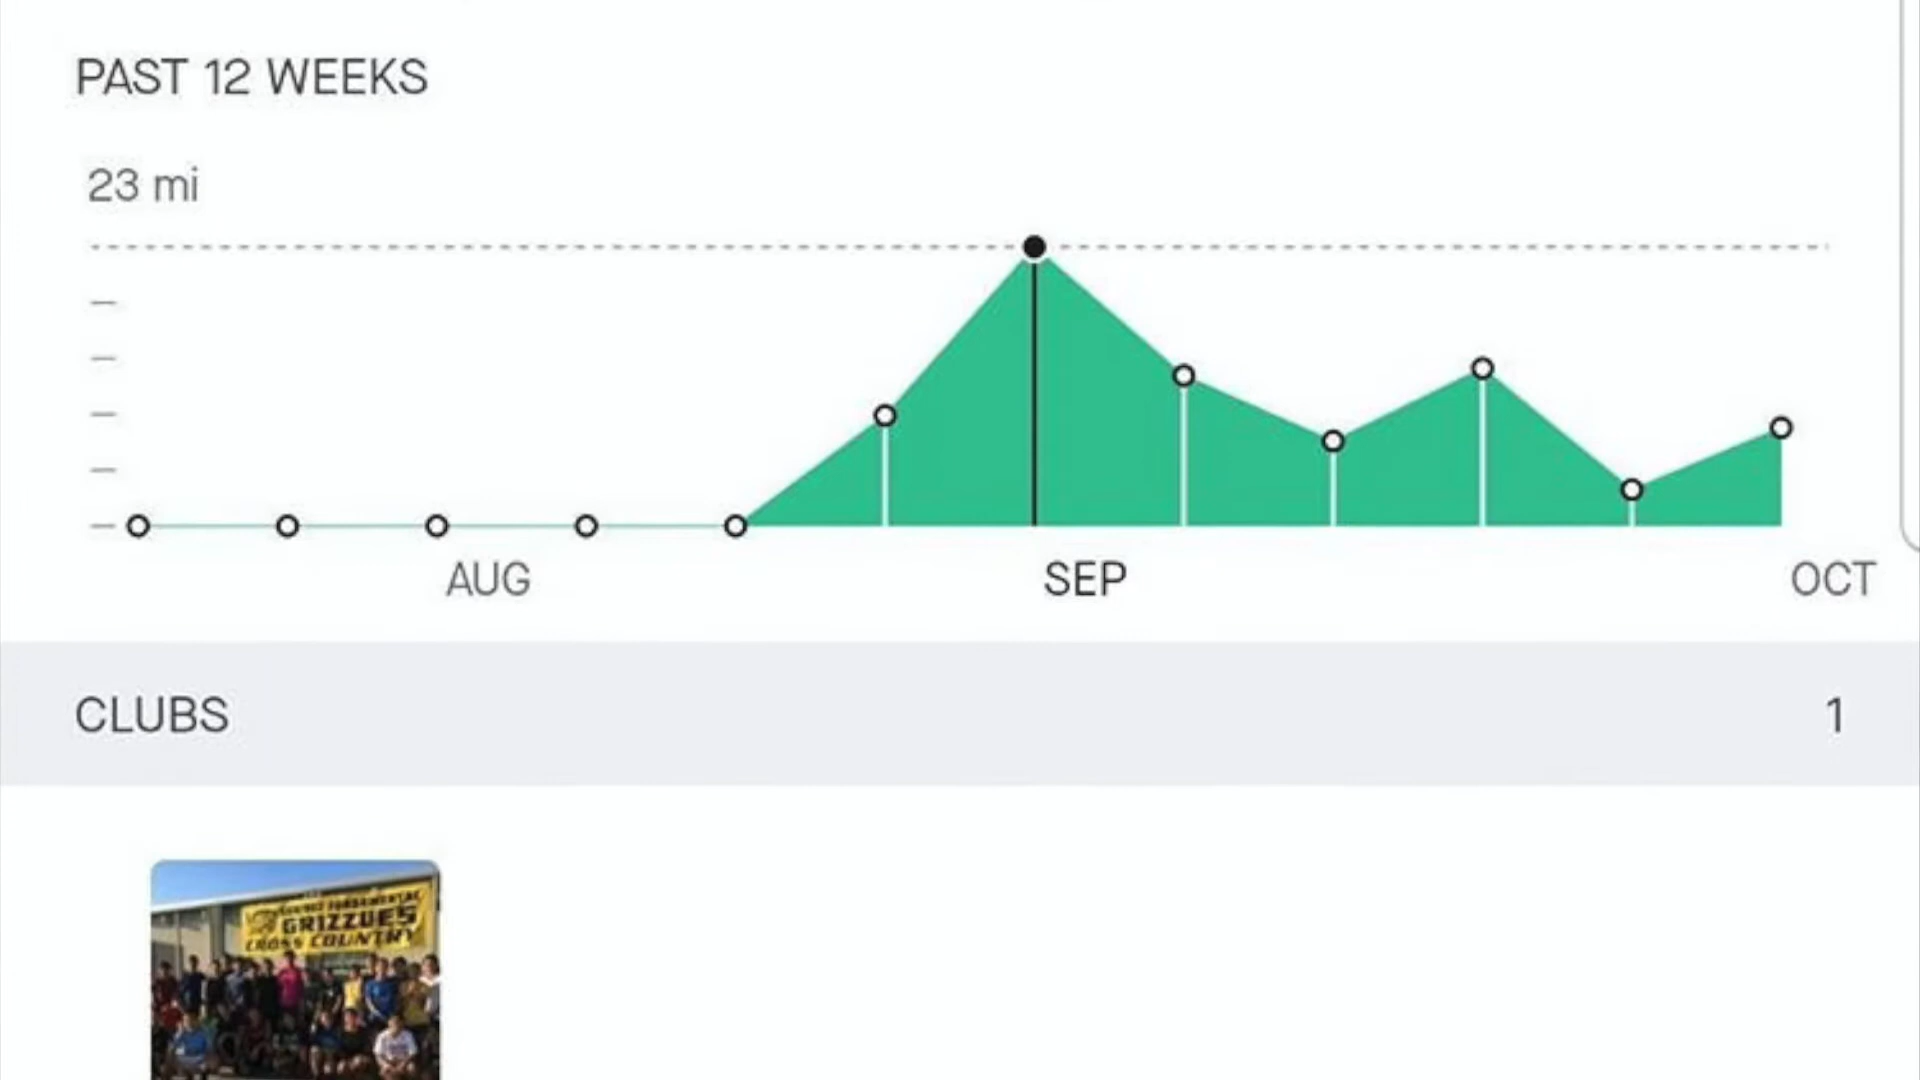 PAST 12 WEEKS
23 mi
AUG SEP OCT
CLUBS 1
GRIZZLIES
CROSS COUNTRY